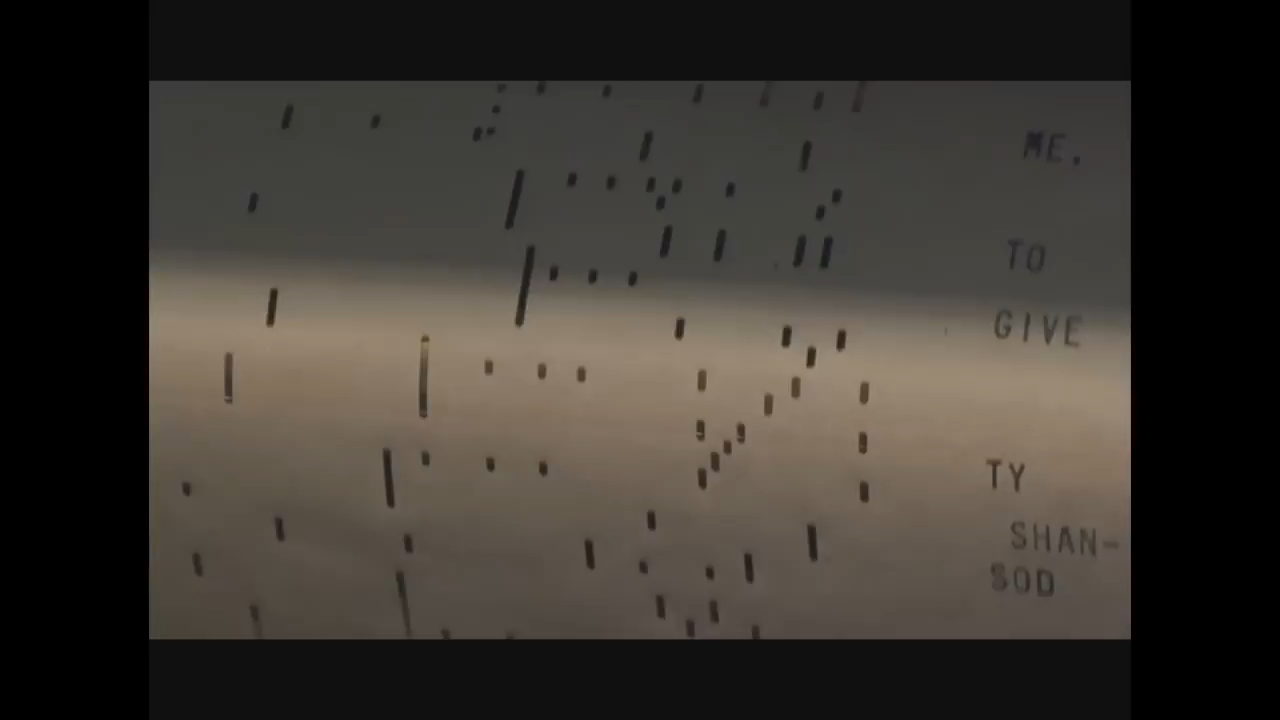 ME.
TO
GIVE
TY
SHAN-
SOD